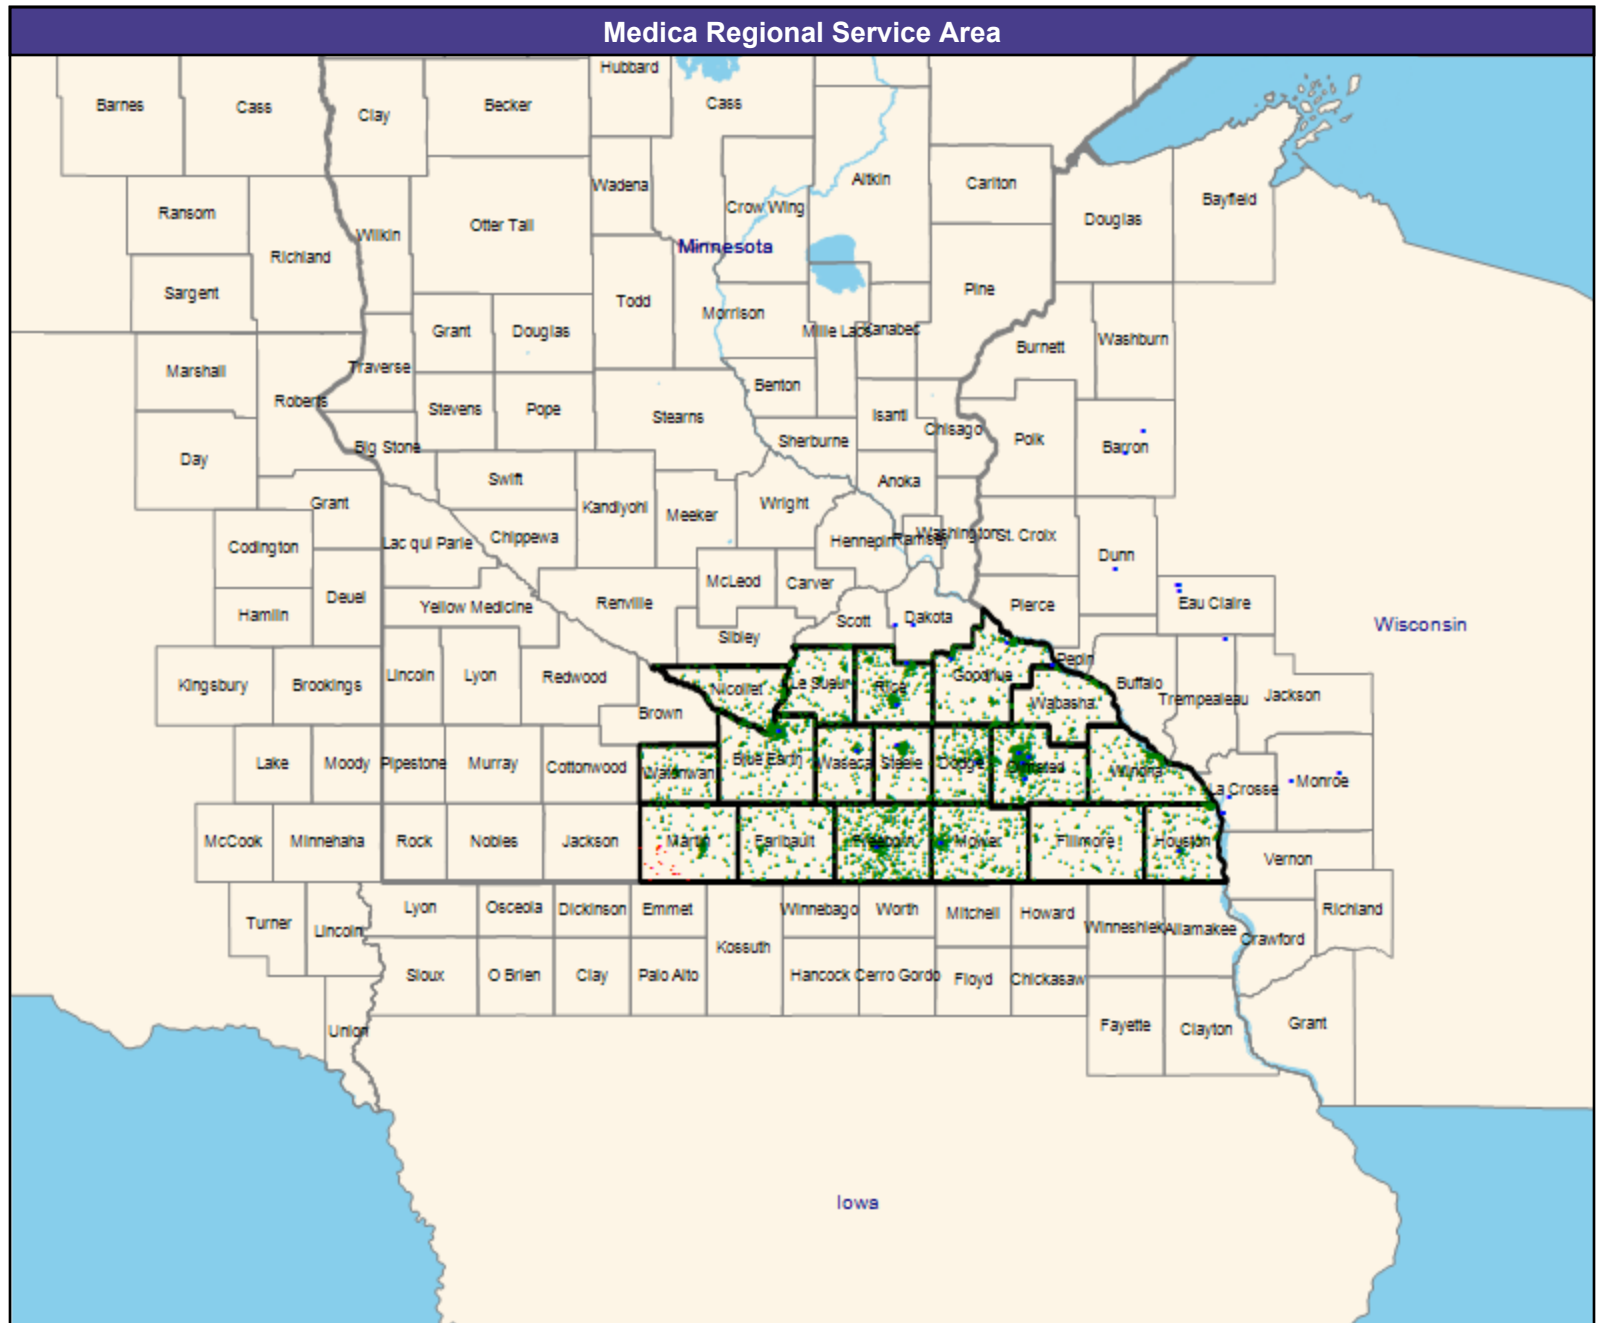 Medica Regional Service Area
Hubbard
Barnes
Cass
Clay
Becker
Cass
Wadena
Aitkin
Carlton
Crow Wing
Bayfield
Ransom
Otter Tail
Wilkin
Douglas
Minnesota
Richland
Sargent
Todd
Pine
Morrison
Grant
Douglas
Mille Lacs
Kanabec
Burnett
Washburn
Marshall
Traverse
Benton
Roberts
Stevens
Pope
Stearns
Isanti
Chisago
Polk
Barron
Big Stone
Sherburne
Day
Swift
Anoka
Grant
Kandiyohi
Meeker
Wright
Codington
Lac qui Parle
Chippewa
Hennepin
Ramsey
Washington
St. Croix
Dunn
McLeod
Carver
Deuel
Yellow Medicine
Renville
Pierce
Eau Claire
Hamlin
Scott
Dakota
Sibley
Wisconsin
Pepin
Lincoln
Lyon
Redwood
Kingsbury
Brookings
Nicollet
Le Sueur
Rice
Goodhue
Buffalo
Trempealeau
Jackson
Wabasha
Brown
Lake
Moody
Pipestone
Murray
Cottonwood
Watonwan
Blue Earth
Waseca
Steele
Dodge
Olmsted
Winona
La Crosse
Monroe
McCook
Minnehaha
Rock
Nobles
Jackson
Martin
Faribault
Freeborn
Mower
Fillmore
Houston
Vernon
Turner
Lincoln
Lyon
Osceola
Dickinson
Emmet
Winnebago
Worth
Mitchell
Howard
Winneshiek
Allamakee
Crawford
Richland
Kossuth
Sioux
O Brien
Clay
Palo Alto
Hancock
Cerro Gordo
Floyd
Chickasaw
Union
Fayette
Clayton
Grant
Iowa